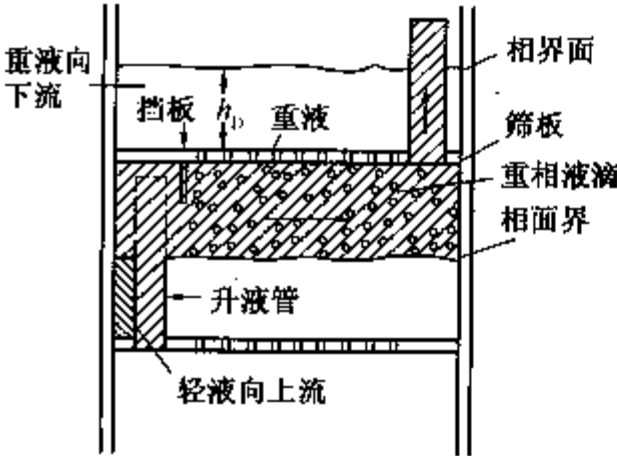 重液向
下流
挡板
h_D
重液
相界面
筛板
重相液滴
相面界
升液管
轻液向上流